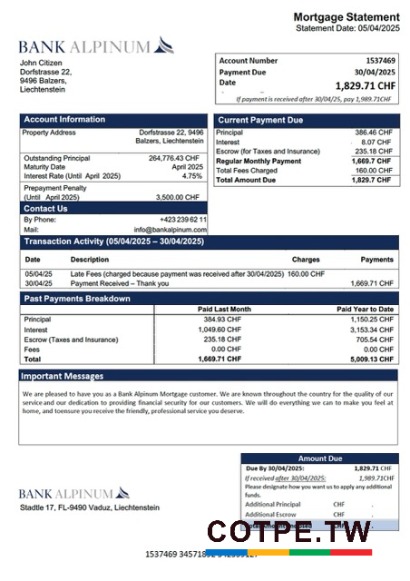 Mortgage Statement
Statement Date: 05/04/2025
BANK ALPINUM
John Citizen
Dorfstrasse 22,
9496 Balzers,
Liechtenstein
Account Number 1537469
Payment Due 30/04/2025
Date 1,829.71 CHF
If payment is received after 30/04/25, pay 1,989.71CHF
Account Information
Property Address Dorfstrasse 22, 9496
Balzers, Liechtenstein
Outstanding Principal 264,776.43 CHF
Maturity Date April 2025
Interest Rate (Until April 2025) 4.75%
Prepayment Penalty
(Until April 2025) 3,500.00 CHF
Contact Us
By Phone: +423 239 62 11
Mail: info@bankalpinum.com
Current Payment Due
Principal 386.46 CHF
Interest 8.07 CHF
Escrow (for Taxes and Insurance) 235.18 CHF
Regular Monthly Payment 1,669.7 CHF
Total Fees Charged 160.00 CHF
Total Amount Due 1,829.7 CHF
Transaction Activity (05/04/2025 – 30/04/2025)
Date Description Charges Payments
05/04/25 Late Fees (charged because payment was received after 30/04/2025) 160.00 CHF
30/04/25 Payment Received – Thank you 1,669.71 CHF
Past Payments Breakdown
Paid Last Month Paid Year to Date
Principal 384.93 CHF 1,150.25 CHF
Interest 1,049.60 CHF 3,153.34 CHF
Escrow (Taxes and Insurance) 235.18 CHF 705.54 CHF
Fees 0.00 CHF 0.00 CHF
Total 1,669.71 CHF 5,009.13 CHF
Important Messages
We are pleased to have you as a Bank Alpinum Mortgage customer. We are known throughout the country for the quality of our
service and our dedication to providing financial security for our customers. We will do everything we can to make you feel at
home, and toensure you receive the friendly, professional service you deserve.
Amount Due
Due By 30/04/2025: 1,829.71 CHF
If received after 30/04/2025: 1,989.71CHF
Please designate how you want us to apply any additional
funds.
Additional Principal CHF .
Additional Escrow CHF .
BANK ALPINUM
Stadtle 17, FL-9490 Vaduz, Liechtenstein
COTPE.TW
1537469